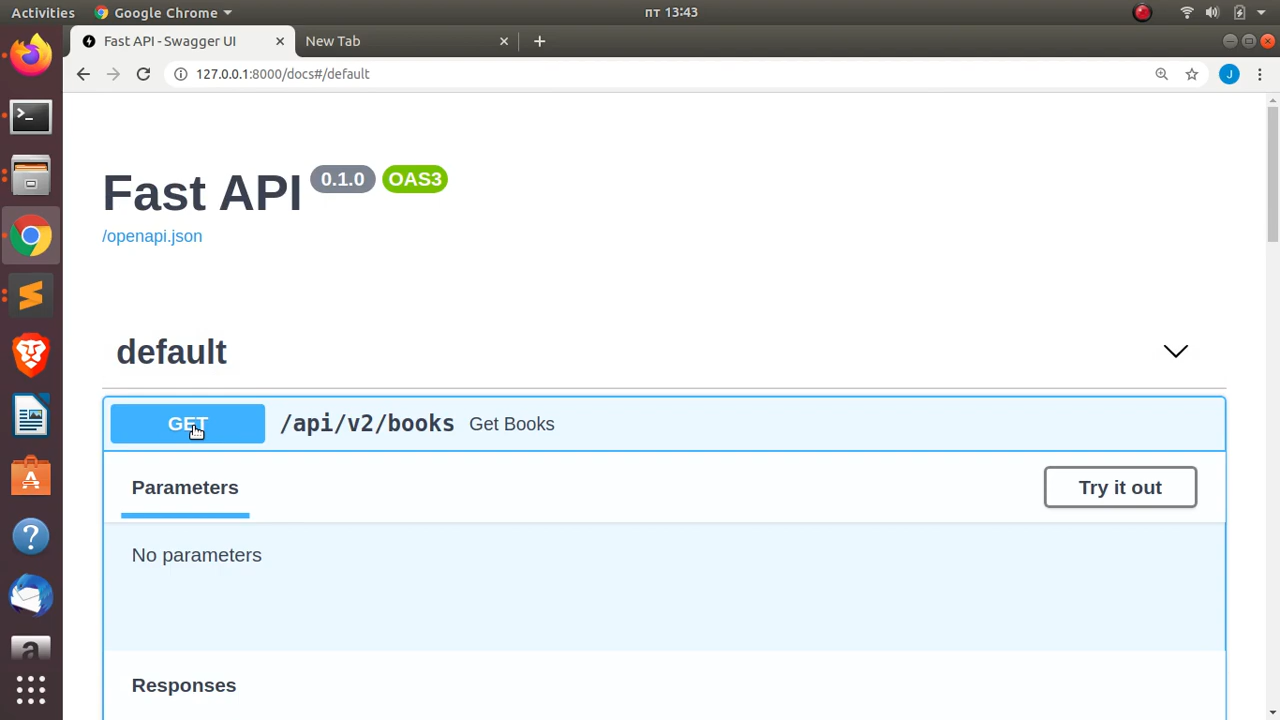 Activities Google Chrome пт 13:43
Fast API - Swagger UI New Tab
127.0.0.1:8000/docs#/default J
Fast API 0.1.0 OAS3
/openapi.json
default
GET /api/v2/books Get Books
Parameters Try it out
No parameters
Responses